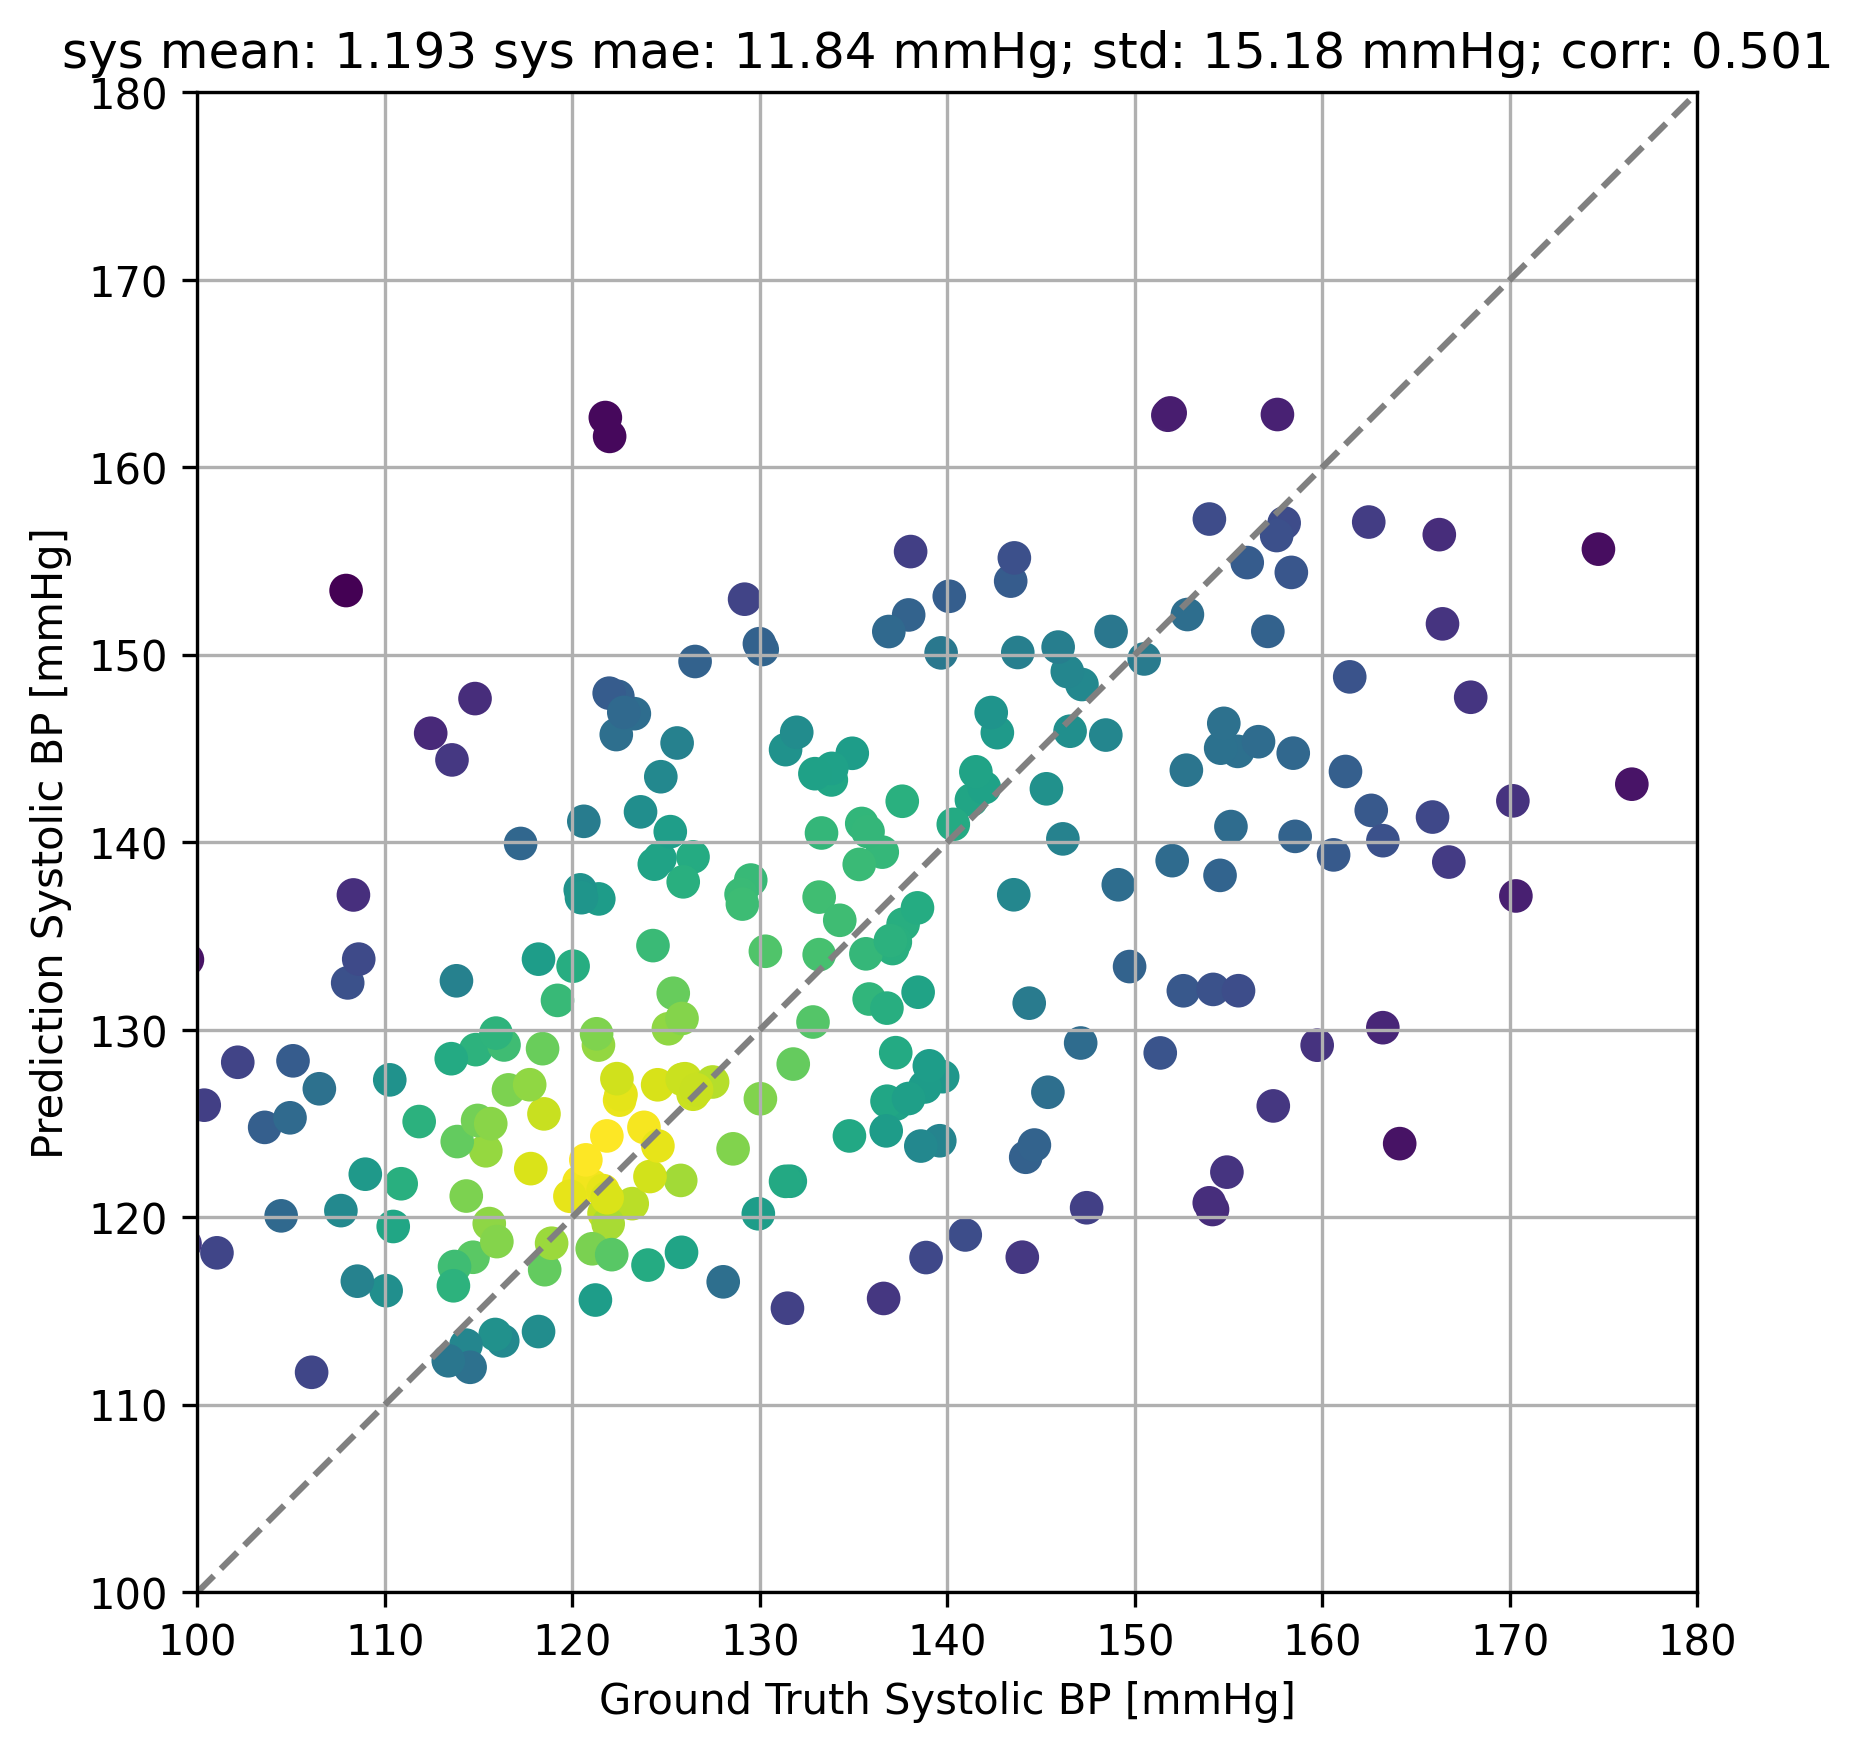 sys mean: 1.193 sys mae: 11.84 mmHg; std: 15.18 mmHg; corr: 0.501
180
170
160
150
140
130
120
110
100
Prediction Systolic BP [mmHg]
100 110 120 130 140 150 160 170 180
Ground Truth Systolic BP [mmHg]